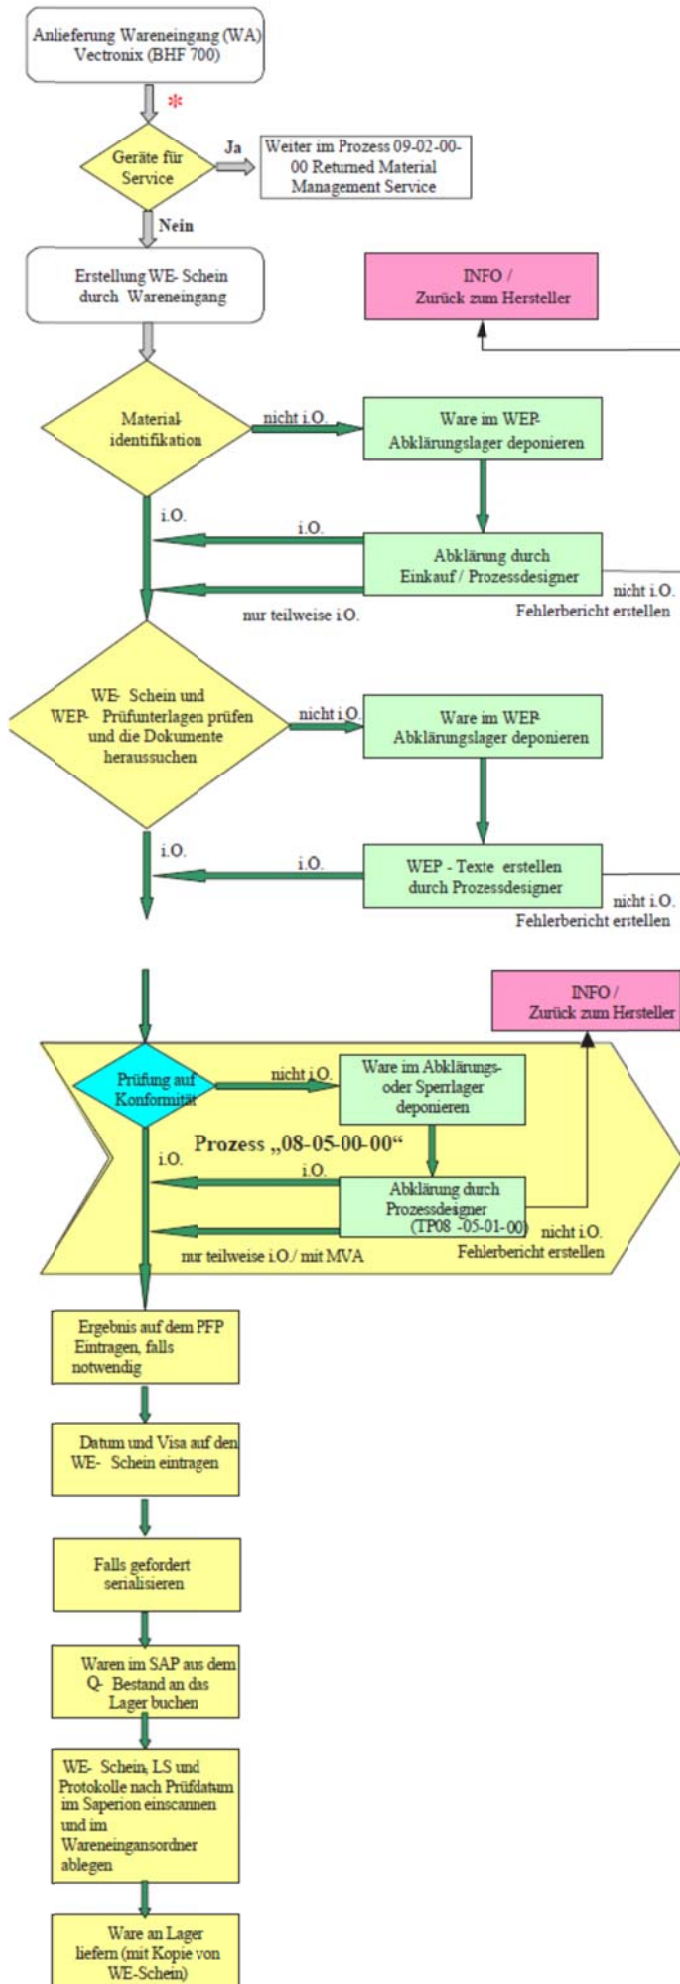 Anlieferung Wareneingang (WA)
Vectronix (BHF 700)
*
Geräte für
Service
Ja
Weiter im Prozess 09-02-00-
00 Returned Material
Management Service
Nein
Erstellung WE- Schein
durch Wareneingang
INFO /
Zurück zum Hersteller
Material-
identifikation
nicht i.O.
Ware im WEP-
Abklärungslager deponieren
i.O.
i.O.
Abklärung durch
Einkauf / Prozessdesigner
nicht i.O.
Fehlerbericht erstellen
nur teilweise i.O.
WE- Schein und
WEP- Prüfunterlagen prüfen
und die Dokumente
heraussuchen
nicht i.O.
Ware im WEP-
Abklärungslager deponieren
i.O.
i.O.
WEP - Texte erstellen
durch Prozessdesigner
nicht i.O.
Fehlerbericht erstellen
INFO /
Zurück zum Hersteller
Prüfung auf
Konformität
nicht i.O.
Ware im Abklärungs-
oder Sperrlager
deponieren
Prozess „08-05-00-00“
i.O.
i.O.
Abklärung durch
Prozessdesigner
(TP08 -05-01-00)
nicht i.O.
Fehlerbericht erstellen
nur teilweise i.O./ mit MVA
Ergebnis auf dem PFP
Eintragen, falls
notwendig
Datum und Visa auf den
WE- Schein eintragen
Falls gefordert
serialisieren
Waren im SAP aus dem
Q- Bestand an das
Lager buchen
WE- Schein, LS und
Protokolle nach Prüfdatum
im Saperion einscannen
und im
Wareneingansordner
ablegen
Ware an Lager
liefern (mit Kopie von
WE-Schein)